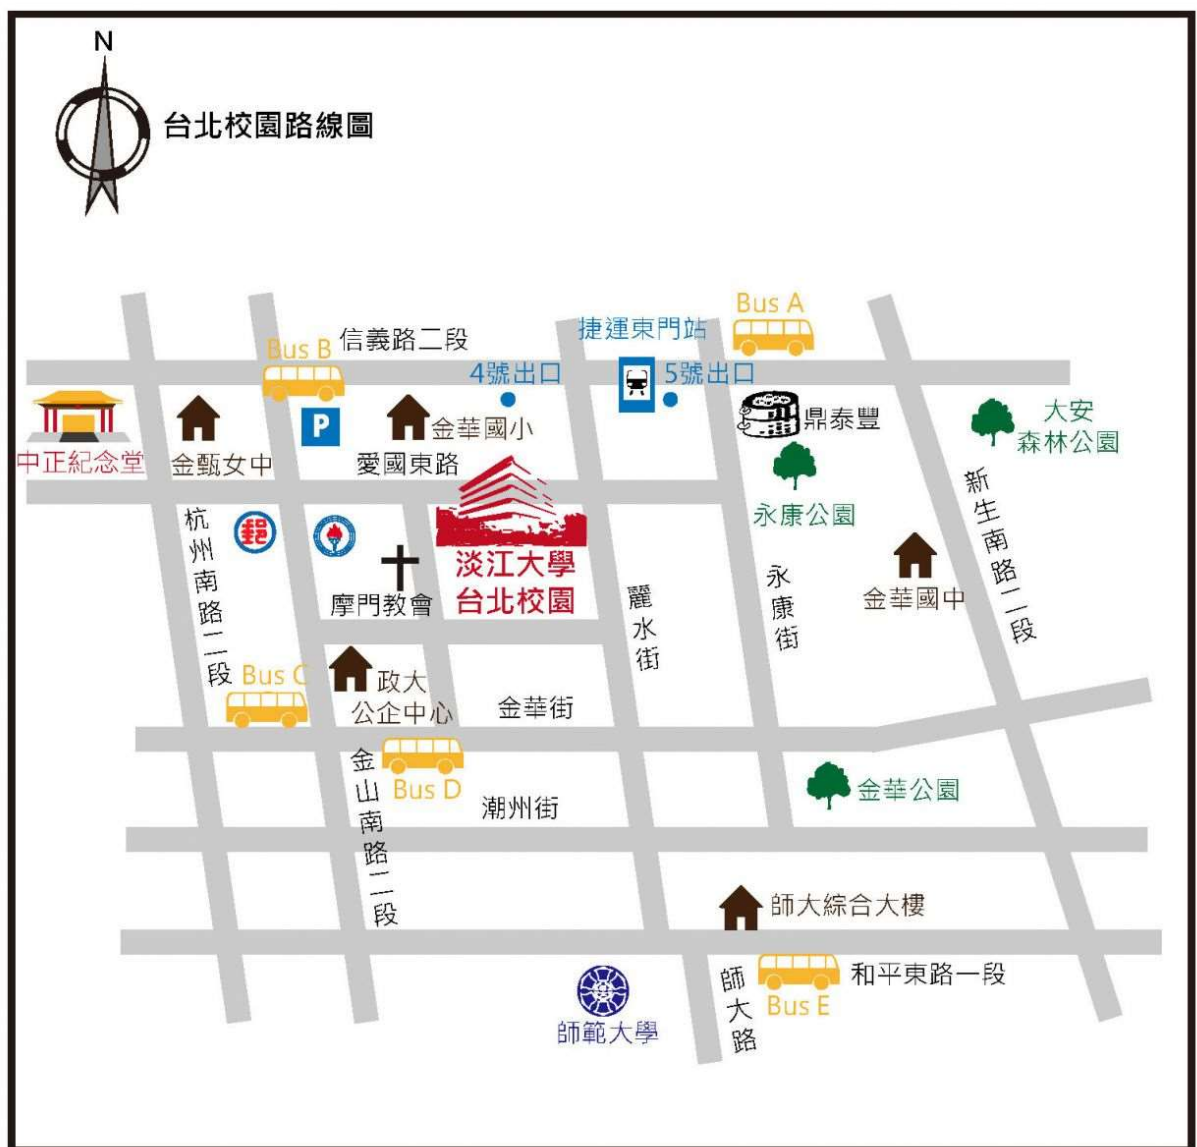 N
台北校園路線圖
Bus A
捷運東門站
信義路二段
Bus B
4號出口
5號出口
P
金華國小
鼎泰豐
大安
森林公園
中正紀念堂
金甌女中
愛國東路
永康公園
新生南路二段
杭州南路二段
郵
淡江大學
台北校園
摩門教會
麗水街
永康街
金華國中
Bus C
政大
公企中心
金華街
金山南路二段
Bus D
潮州街
金華公園
師大綜合大樓
和平東路一段
師大路
Bus E
師範大學